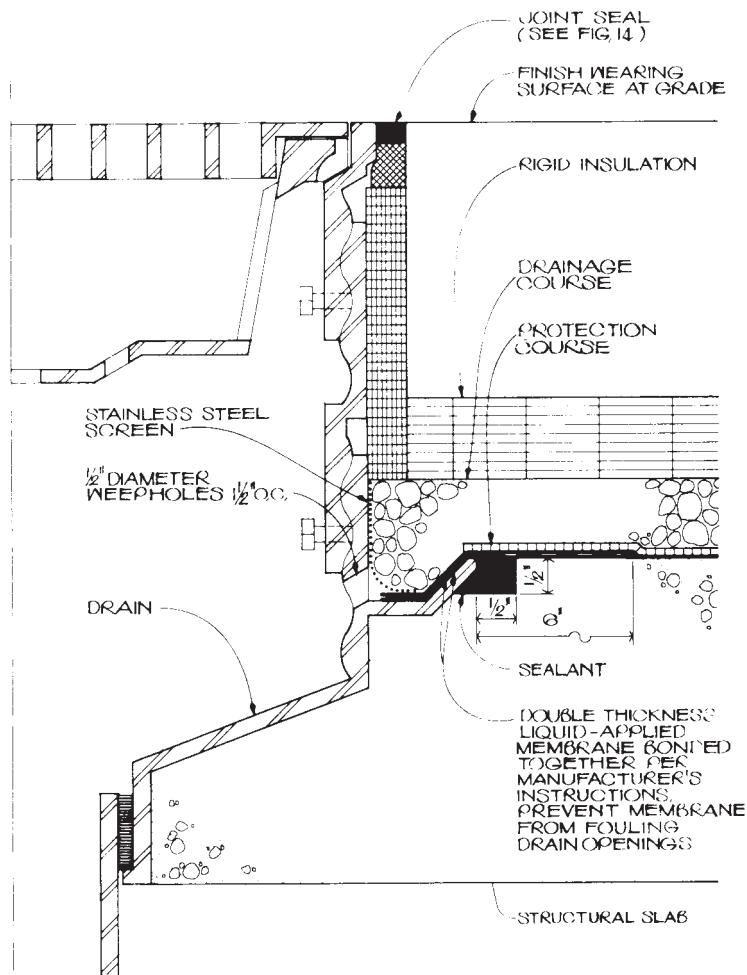 JOINT SEAL
(SEE FIG. 14)
FINISH WEARING
SURFACE AT GRADE
RIGID INSULATION
DRAINAGE
COURSE
PROTECTION
COURSE
STAINLESS STEEL
SCREEN
1/2" DIAMETER
WEEPHOLES 1 1/2" O.C.
DRAIN
1/2"
1/2"
6"
SEALANT
DOUBLE THICKNESS
LIQUID-APPLIED
MEMBRANE BONDED
TOGETHER PER
MANUFACTURER'S
INSTRUCTIONS,
PREVENT MEMBRANE
FROM FOULING
DRAIN OPENINGS
STRUCTURAL SLAB